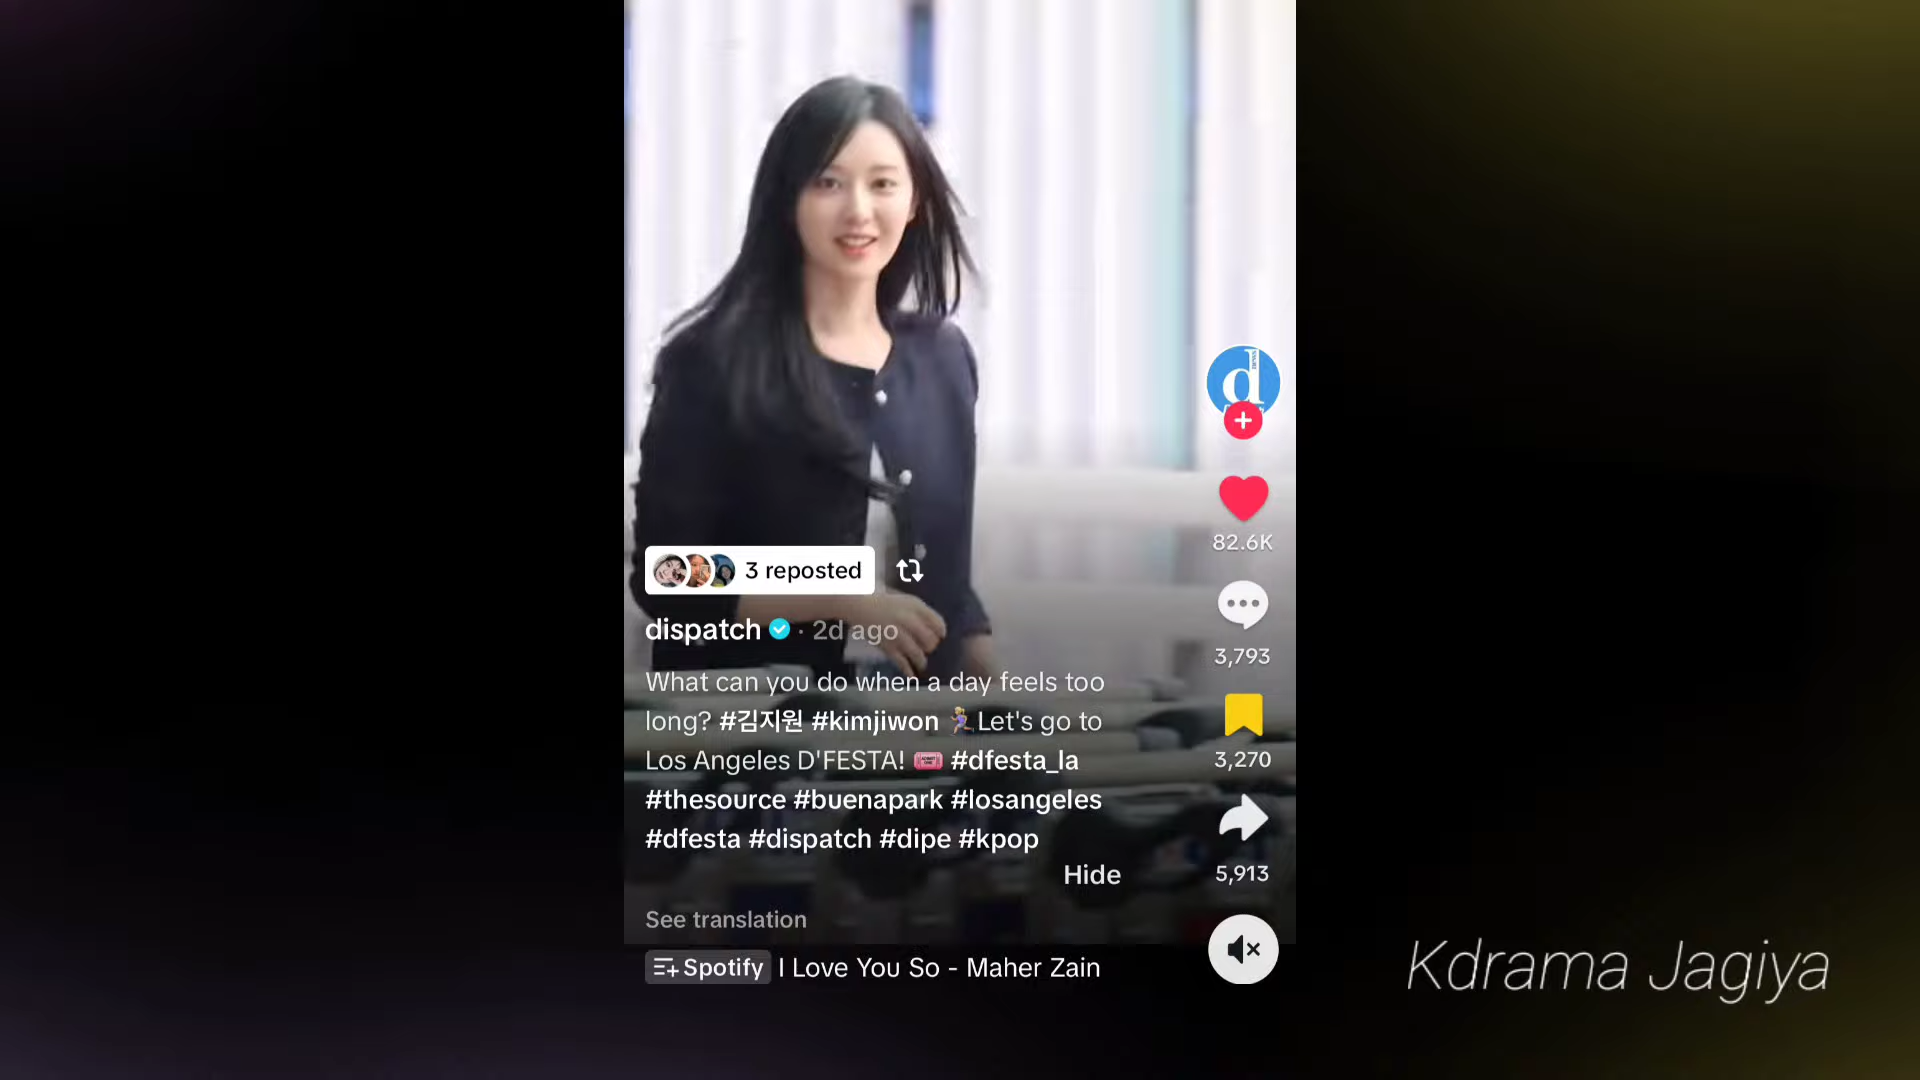 d
82.6K
3 reposted
dispatch · 2d ago
3,793
What can you do when a day feels too
long? #김지원 #kimjiwon 🏃🏼‍♀️Let's go to
Los Angeles D'FESTA! 🎟️ #dfesta_la
3,270
#thesource #buenapark #losangeles
#dfesta #dispatch #dipe #kpop
Hide
5,913
See translation
Spotify I Love You So - Maher Zain
Kdrama Jagiya